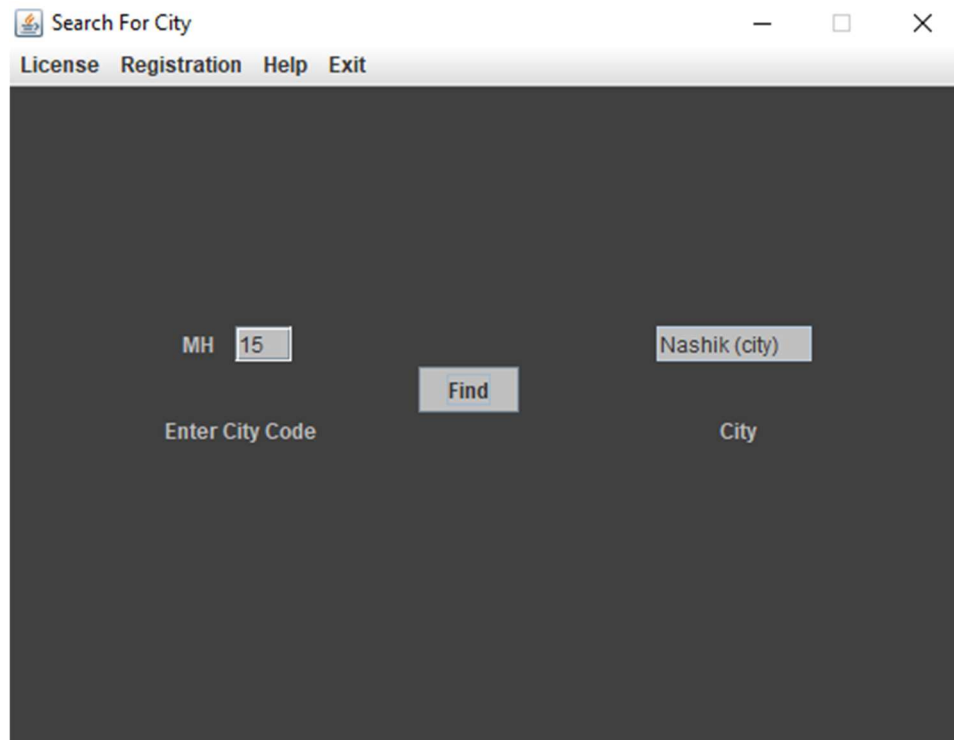 Search For City
License Registration Help Exit
MH 15 Nashik (city)
Find
Enter City Code City